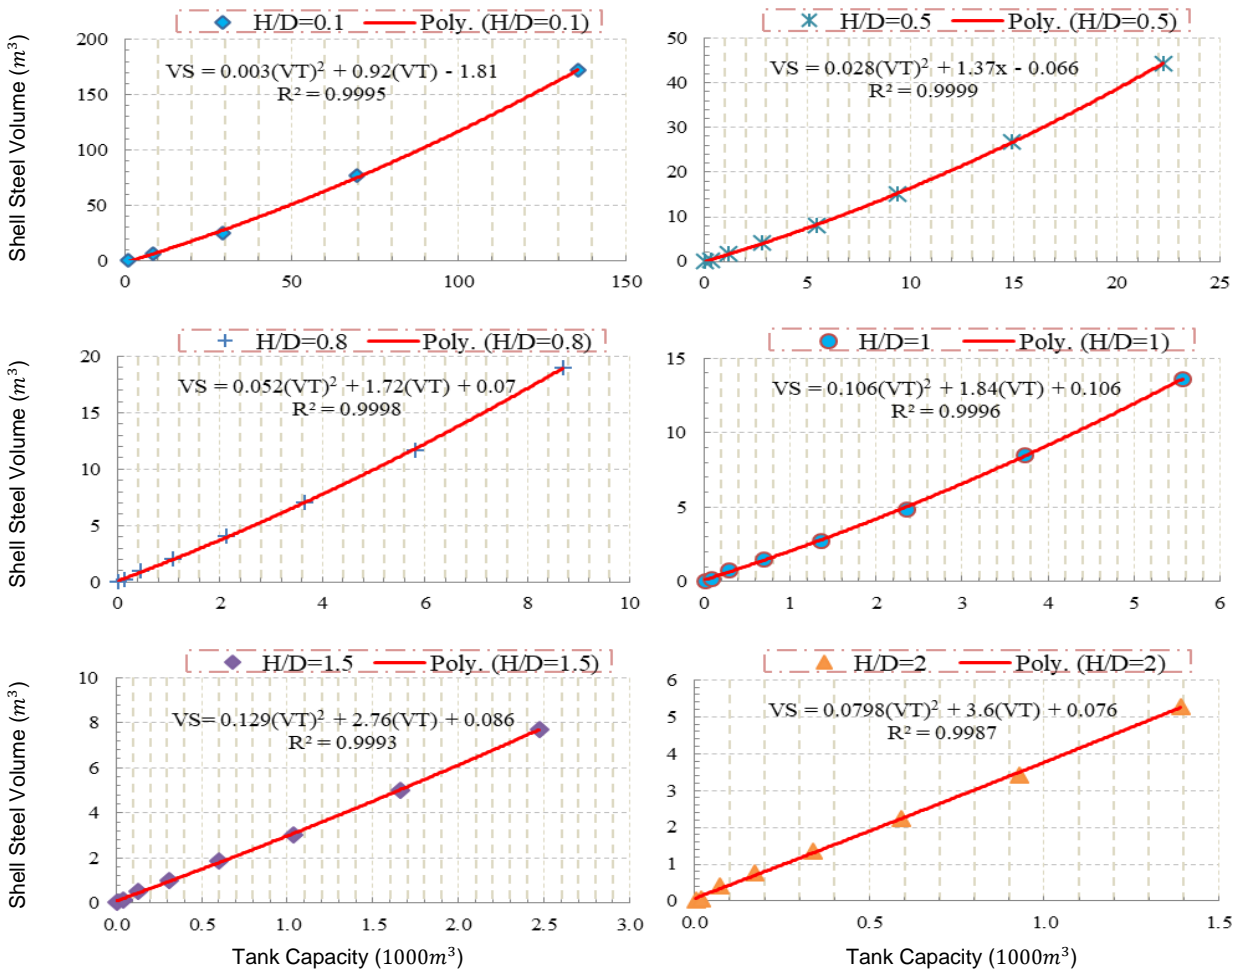 H/D=0.1 Poly. (H/D=0.1)
VS = 0.003(VT)² + 0.92(VT) - 1.81
R² = 0.9995
200
150
100
50
0
0 50 100 150
Shell Steel Volume (m³)
H/D=0.5 Poly. (H/D=0.5)
VS = 0.028(VT)² + 1.37x - 0.066
R² = 0.9999
50
40
30
20
10
0
0 5 10 15 20 25
H/D=0.8 Poly. (H/D=0.8)
VS = 0.052(VT)² + 1.72(VT) + 0.07
R² = 0.9998
20
15
10
5
0
0 2 4 6 8 10
Shell Steel Volume (m³)
H/D=1 Poly. (H/D=1)
VS = 0.106(VT)² + 1.84(VT) + 0.106
R² = 0.9996
15
10
5
0
0 1 2 3 4 5 6
H/D=1.5 Poly. (H/D=1.5)
VS= 0.129(VT)² + 2.76(VT) + 0.086
R² = 0.9993
10
8
6
4
2
0
0.0 0.5 1.0 1.5 2.0 2.5 3.0
Shell Steel Volume (m³)
Tank Capacity (1000m³)
H/D=2 Poly. (H/D=2)
VS = 0.0798(VT)² + 3.6(VT) + 0.076
R² = 0.9987
6
5
4
3
2
1
0
0.0 0.5 1.0 1.5
Tank Capacity (1000m³)